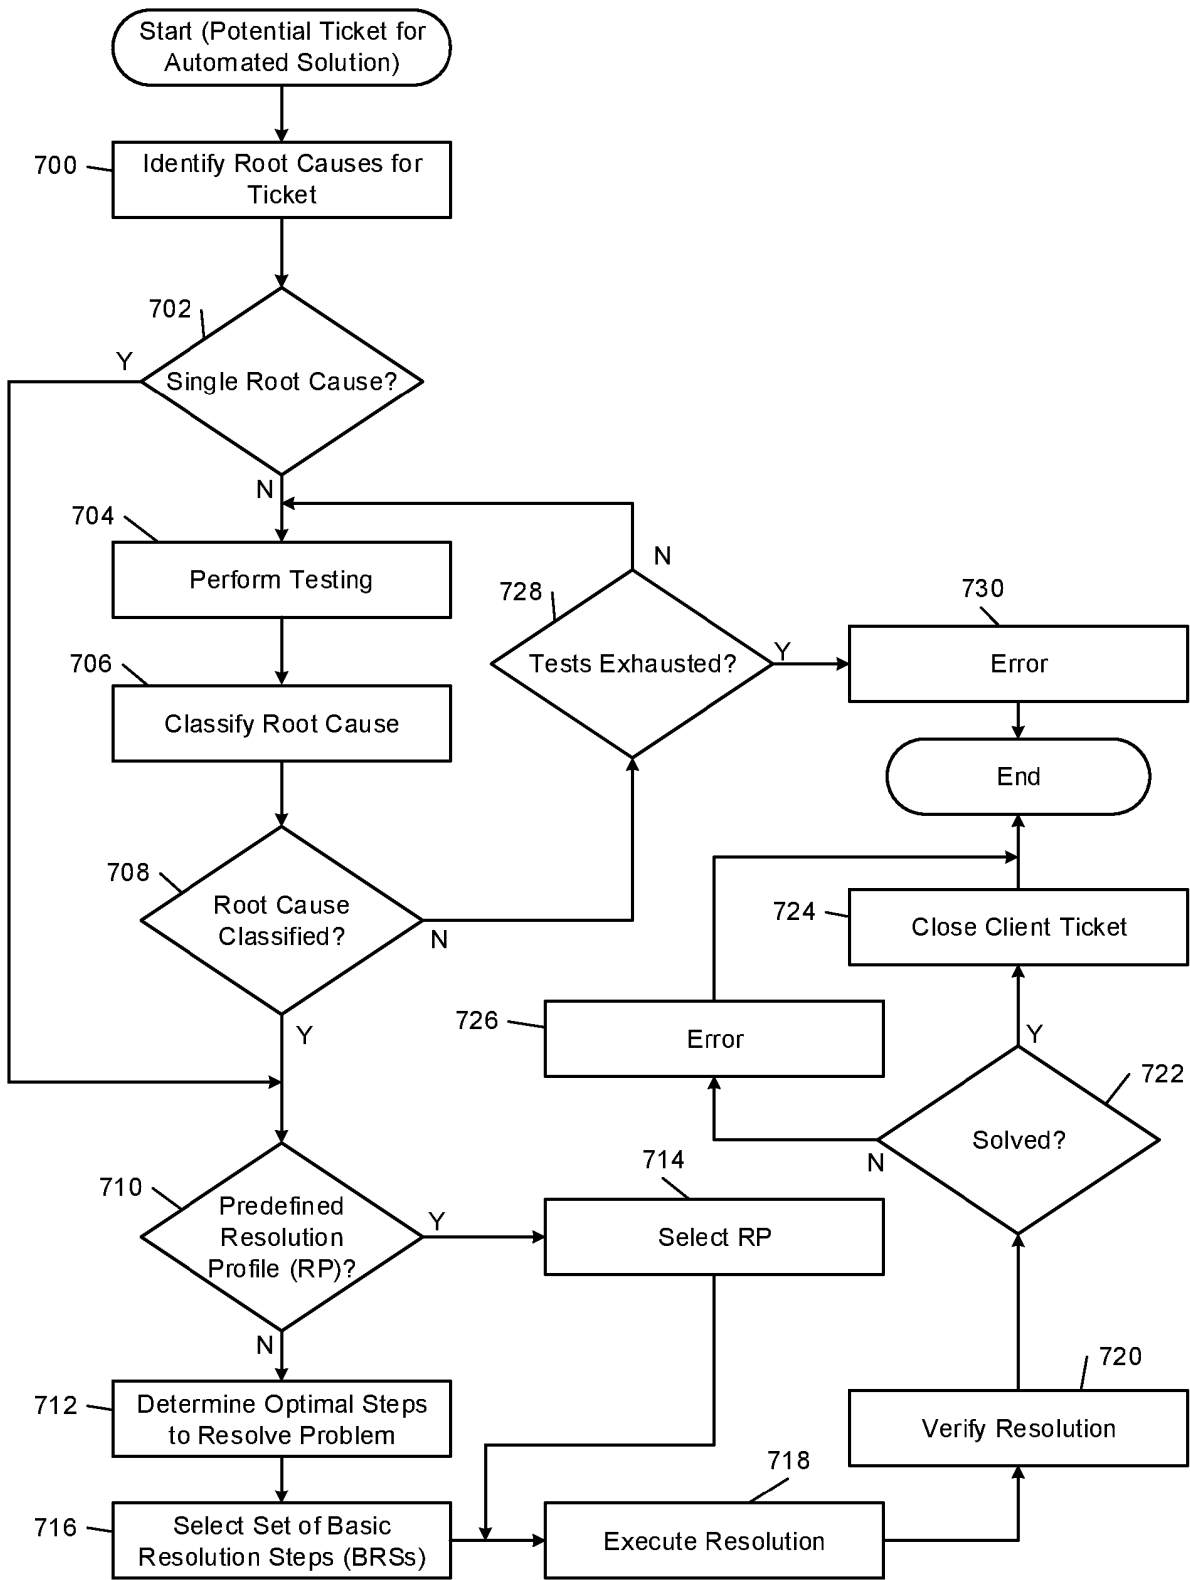 Start (Potential Ticket for
Automated Solution)
700
Identify Root Causes for
Ticket
702
Y
Single Root Cause?
N
704
Perform Testing
706
Classify Root Cause
708
Root Cause
Classified?
N
Y
728
N
Tests Exhausted?
Y
730
Error
End
724
Close Client Ticket
726
Error
Y
722
Solved?
N
710
Predefined
Resolution
Profile (RP)?
Y
N
714
Select RP
712
Determine Optimal Steps
to Resolve Problem
716
Select Set of Basic
Resolution Steps (BRSs)
718
Execute Resolution
720
Verify Resolution